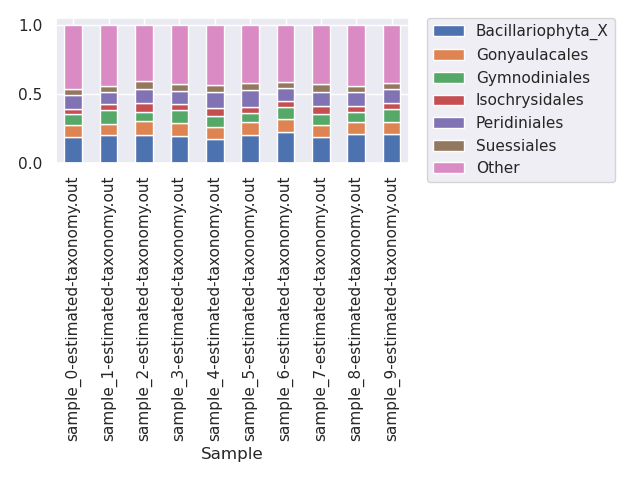 1.0
0.5
0.0
sample_0-estimated-taxonomy.out
sample_1-estimated-taxonomy.out
sample_2-estimated-taxonomy.out
sample_3-estimated-taxonomy.out
sample_4-estimated-taxonomy.out
sample_5-estimated-taxonomy.out
sample_6-estimated-taxonomy.out
sample_7-estimated-taxonomy.out
sample_8-estimated-taxonomy.out
sample_9-estimated-taxonomy.out
Sample
Bacillariophyta_X
Gonyaulacales
Gymnodiniales
Isochrysidales
Peridiniales
Suessiales
Other